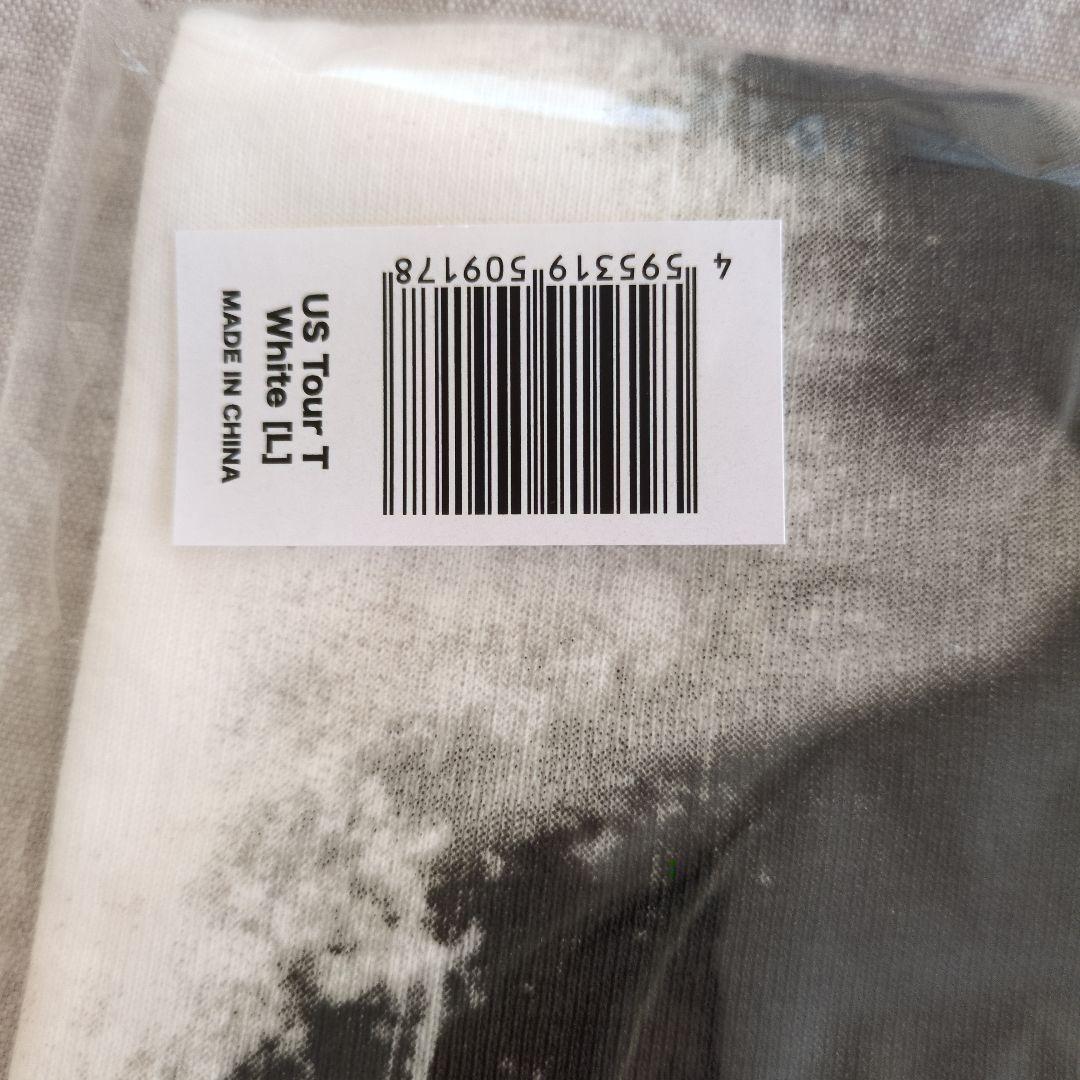 US Tour T
White [L]
MADE IN CHINA
4 595319 509178